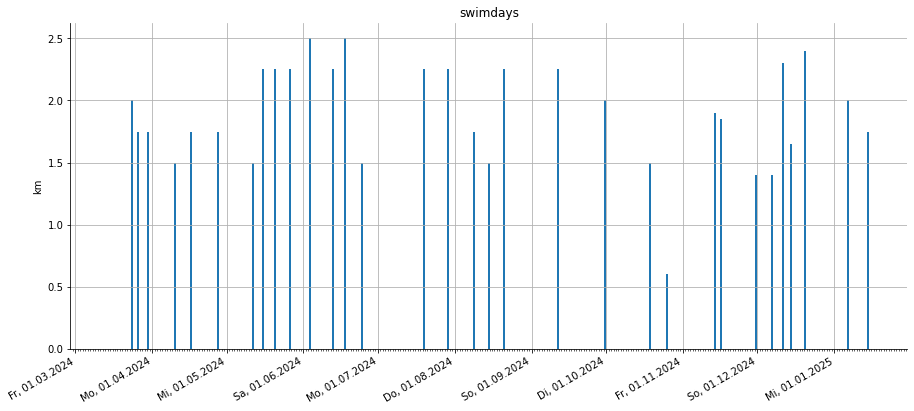 swimdays
km
2.5
2.0
1.5
1.0
0.5
0.0
Fr, 01.03.2024
Mo, 01.04.2024
Mi, 01.05.2024
Sa, 01.06.2024
Mo, 01.07.2024
Do, 01.08.2024
So, 01.09.2024
Di, 01.10.2024
Fr, 01.11.2024
So, 01.12.2024
Mi, 01.01.2025